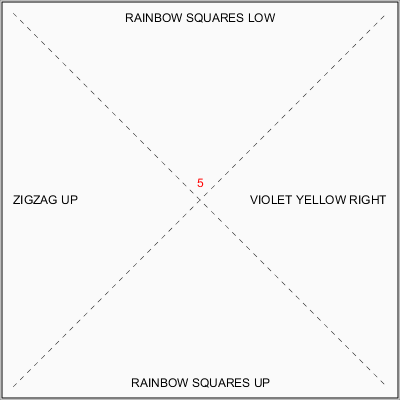 RAINBOW SQUARES LOW
5
ZIGZAG UP
VIOLET YELLOW RIGHT
RAINBOW SQUARES UP